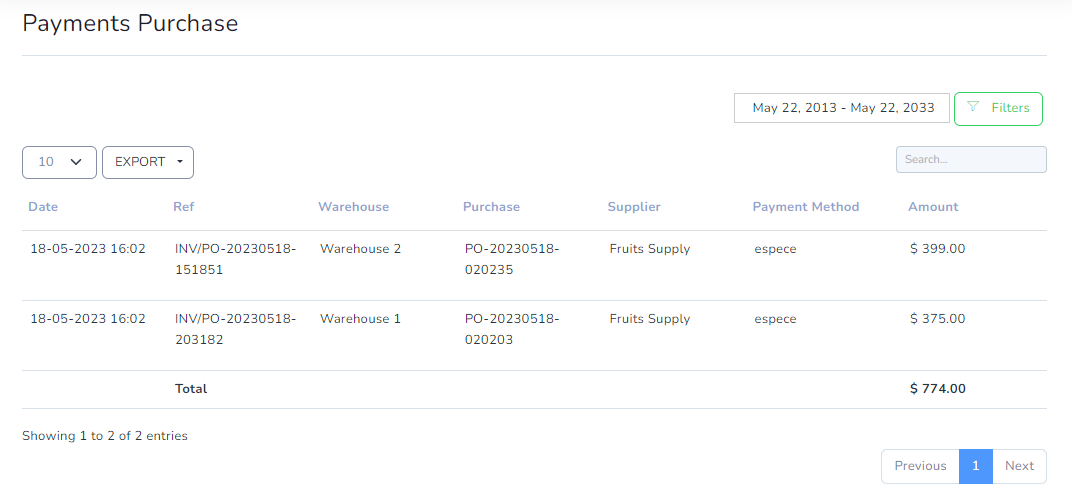 Payments Purchase
May 22, 2013 - May 22, 2033 Filters
10 EXPORT Search...
Date Ref Warehouse Purchase Supplier Payment Method Amount
18-05-2023 16:02 INV/PO-20230518- Warehouse 2 PO-20230518- Fruits Supply espece $ 399.00
151851 020235
18-05-2023 16:02 INV/PO-20230518- Warehouse 1 PO-20230518- Fruits Supply espece $ 375.00
203182 020203
Total $ 774.00
Showing 1 to 2 of 2 entries
Previous 1 Next